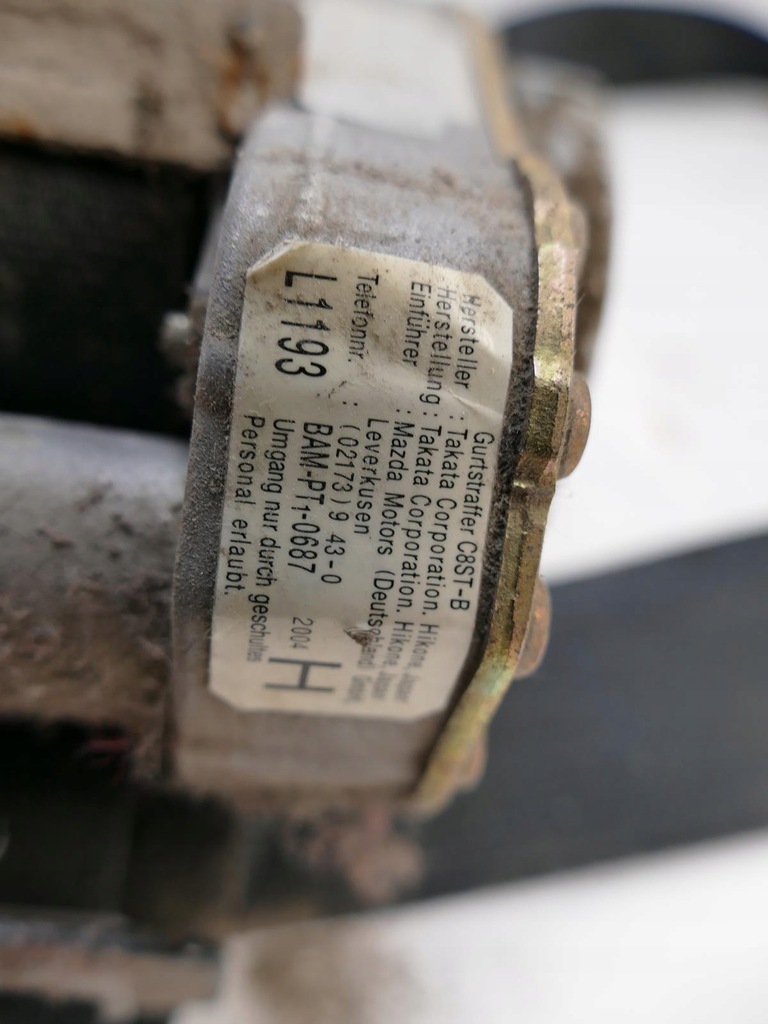 Gurtstraffer C8ST-B
Hersteller : Takata Corporation. Hikone, Japan
Herstellung : Takata Corporation. Hikone, Japan
Einführer : Mazda Motors (Deutschland) GmbH,
Leverkusen
Telefonnr. : (02173) 9 43-0
BAM-PT1-0687 2004
L1193 Umgang nur durch geschultes
Personal erlaubt.
H